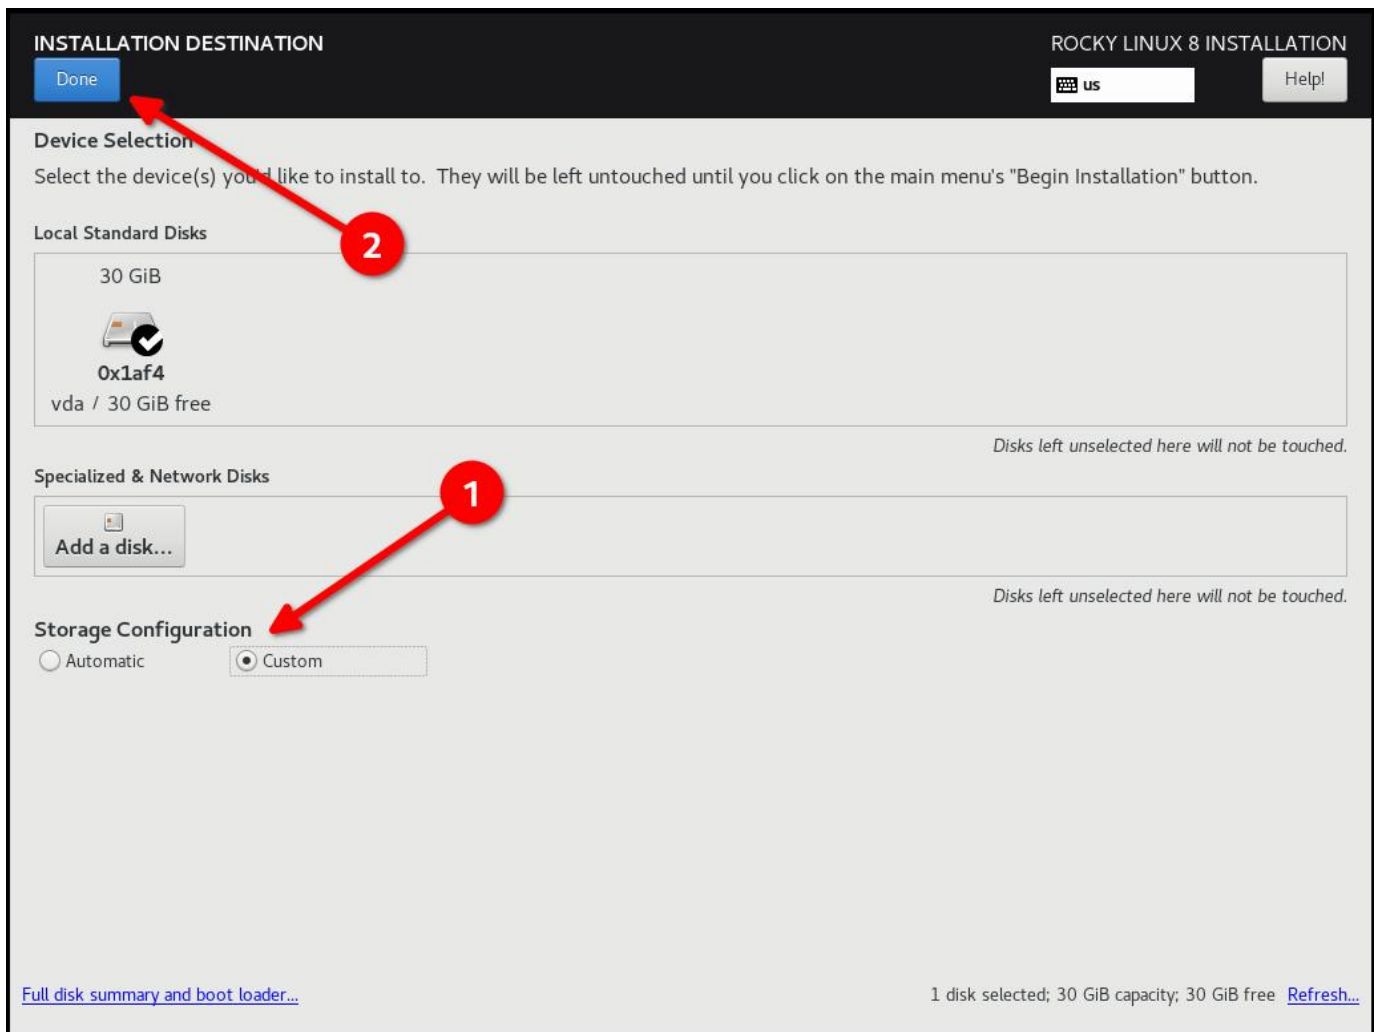 INSTALLATION DESTINATION
ROCKY LINUX 8 INSTALLATION
Done
us
Help!
Device Selection
Select the device(s) you'd like to install to. They will be left untouched until you click on the main menu's "Begin Installation" button.
Local Standard Disks
2
30 GiB
0x1af4
vda / 30 GiB free
Disks left unselected here will not be touched.
Specialized & Network Disks
1
Add a disk...
Disks left unselected here will not be touched.
Storage Configuration
Automatic
Custom
Full disk summary and boot loader...
1 disk selected; 30 GiB capacity; 30 GiB free Refresh...